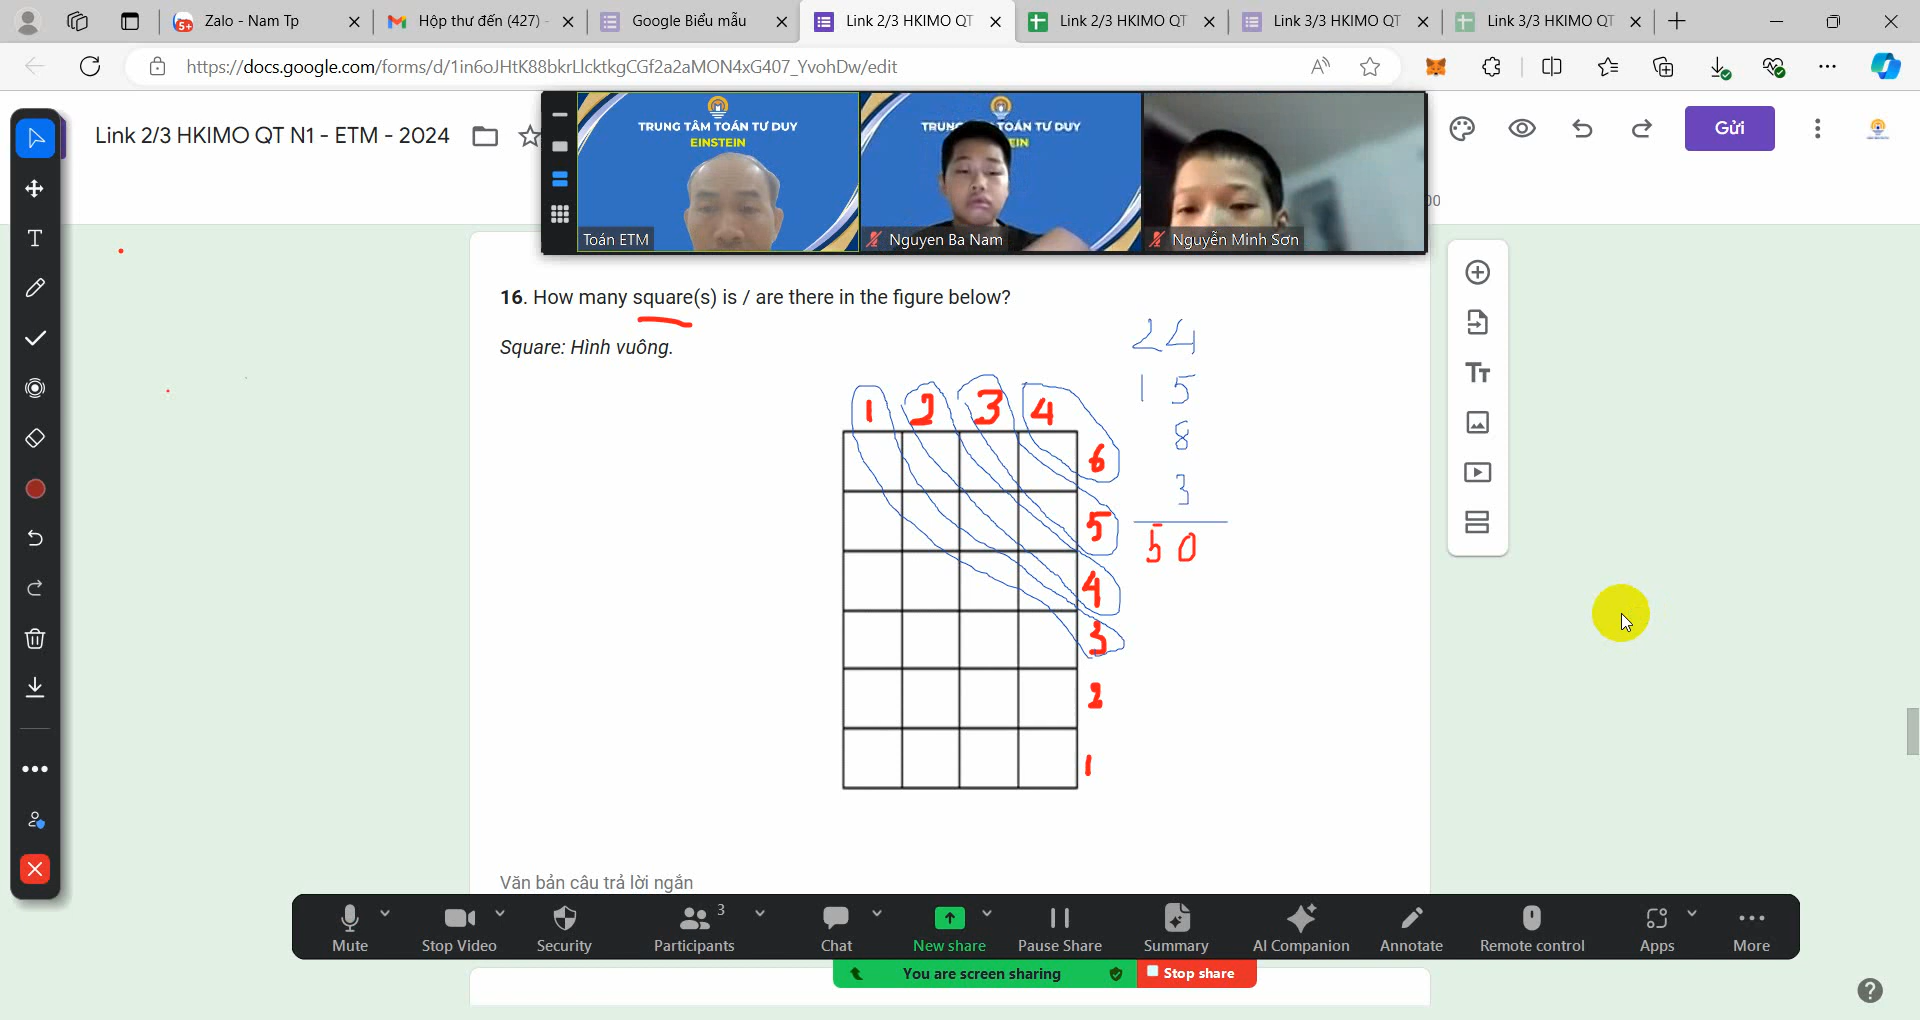 Zalo - Nam Tp
Hộp thư đến (427) -
Google Biểu mẫu
Link 2/3 HKIMO QT
Link 2/3 HKIMO QT
Link 3/3 HKIMO QT
Link 3/3 HKIMO QT
https://docs.google.com/forms/d/1in6oJHtK88bkrLlcktkgCGf2a2aMON4xG407_YvohDw/edit
Link 2/3 HKIMO QT N1 - ETM - 2024
Gửi
TRUNG TÂM TOÁN TƯ DUY
EINSTEIN
Toán ETM
Nguyen Ba Nam
Nguyễn Minh Sơn
16. How many square(s) is / are there in the figure below?
Square: Hình vuông.
24
15
8
3
50
1 2 3 4
6
5
4
3
2
1
Văn bản câu trả lời ngắn
Mute
Stop Video
Security
Participants
3
Chat
New share
Pause Share
Summary
AI Companion
Annotate
Remote control
Apps
More
You are screen sharing
Stop share